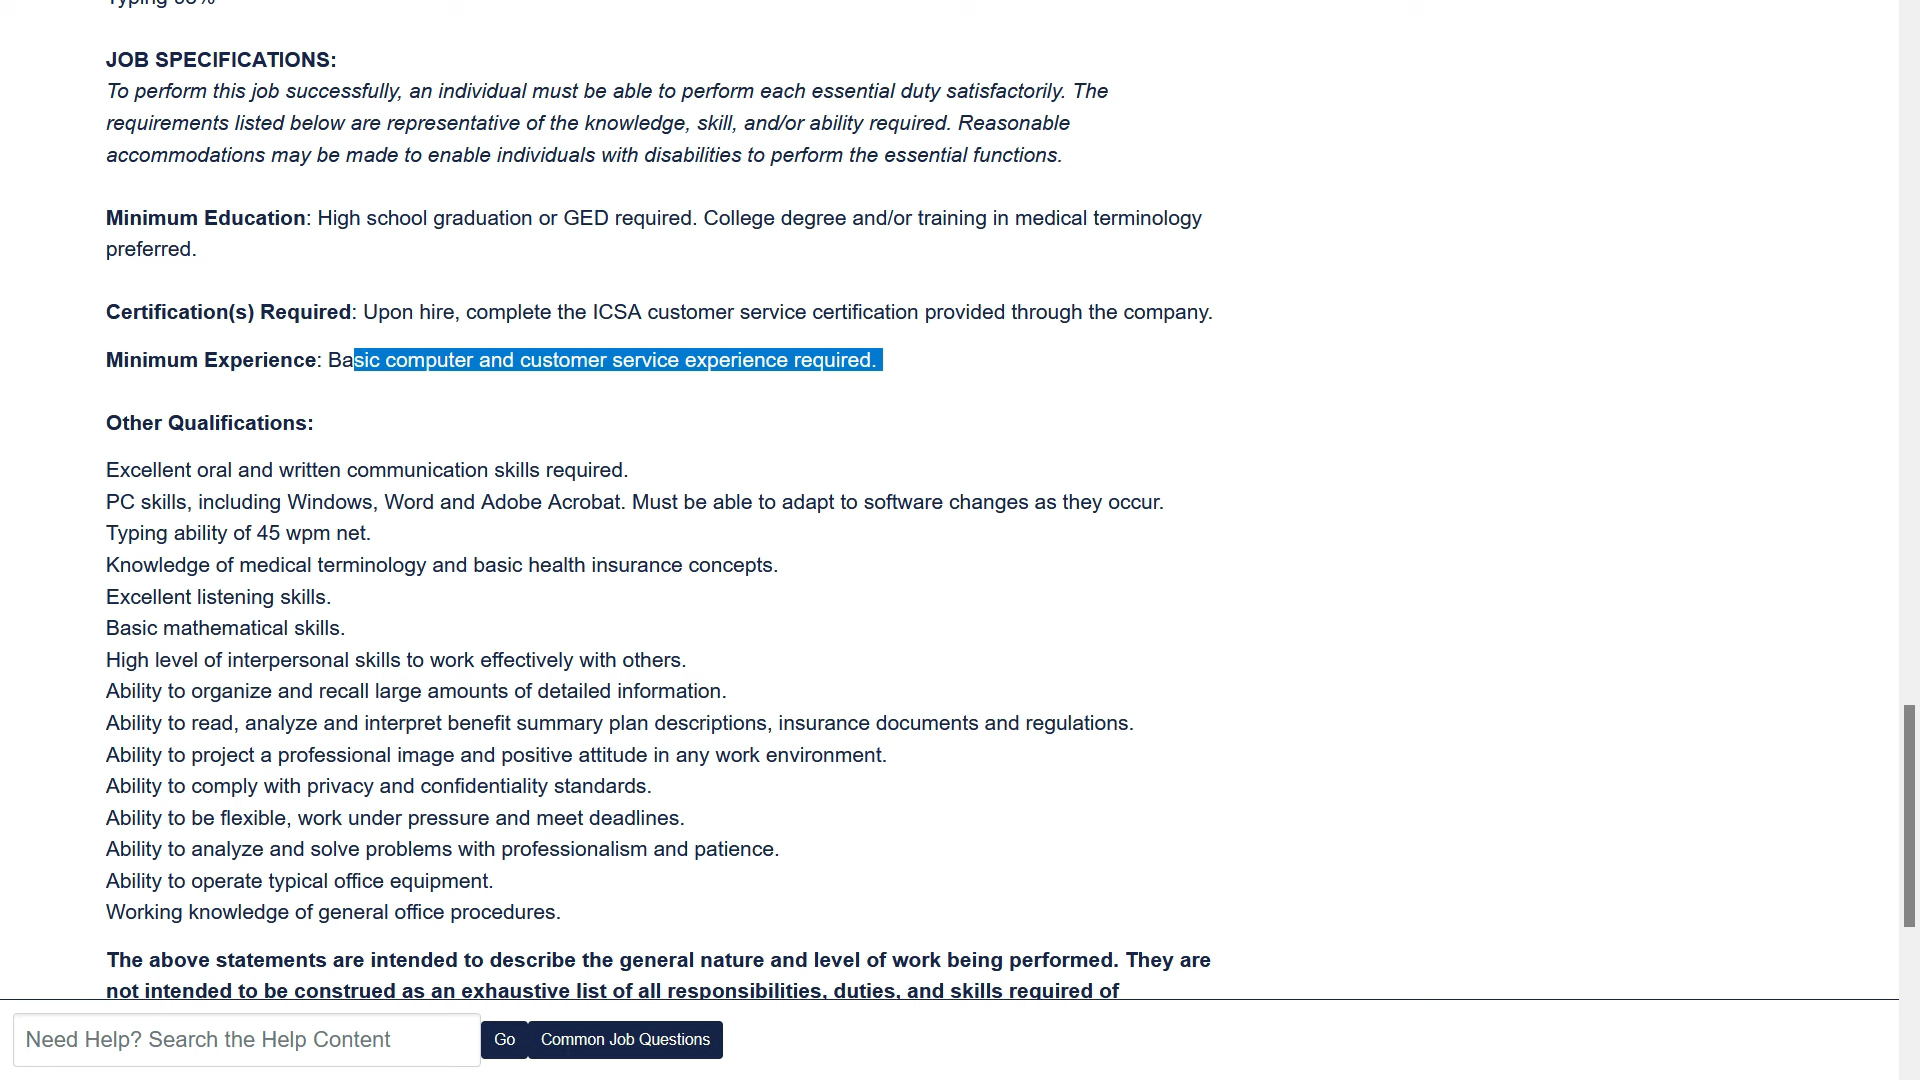 JOB SPECIFICATIONS:
To perform this job successfully, an individual must be able to perform each essential duty satisfactorily. The
requirements listed below are representative of the knowledge, skill, and/or ability required. Reasonable
accommodations may be made to enable individuals with disabilities to perform the essential functions.
Minimum Education: High school graduation or GED required. College degree and/or training in medical terminology
preferred.
Certification(s) Required: Upon hire, complete the ICSA customer service certification provided through the company.
Minimum Experience: Basic computer and customer service experience required.
Other Qualifications:
Excellent oral and written communication skills required.
PC skills, including Windows, Word and Adobe Acrobat. Must be able to adapt to software changes as they occur.
Typing ability of 45 wpm net.
Knowledge of medical terminology and basic health insurance concepts.
Excellent listening skills.
Basic mathematical skills.
High level of interpersonal skills to work effectively with others.
Ability to organize and recall large amounts of detailed information.
Ability to read, analyze and interpret benefit summary plan descriptions, insurance documents and regulations.
Ability to project a professional image and positive attitude in any work environment.
Ability to comply with privacy and confidentiality standards.
Ability to be flexible, work under pressure and meet deadlines.
Ability to analyze and solve problems with professionalism and patience.
Ability to operate typical office equipment.
Working knowledge of general office procedures.
The above statements are intended to describe the general nature and level of work being performed. They are
not intended to be construed as an exhaustive list of all responsibilities, duties, and skills required of
Need Help? Search the Help Content
Go
Common Job Questions